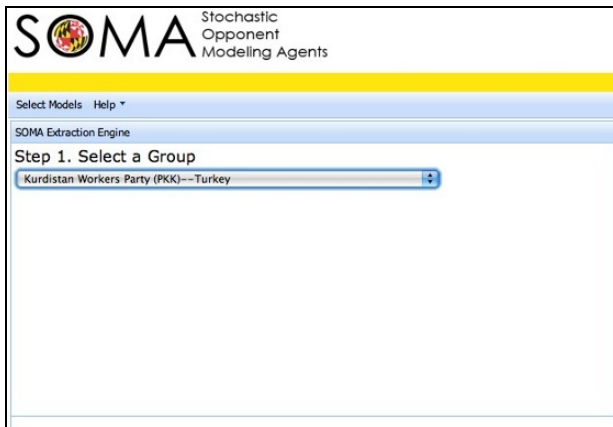 SOMA
Stochastic
Opponent
Modeling Agents
Select Models Help
SOMA Extraction Engine
Step 1. Select a Group
Kurdistan Workers Party (PKK)--Turkey